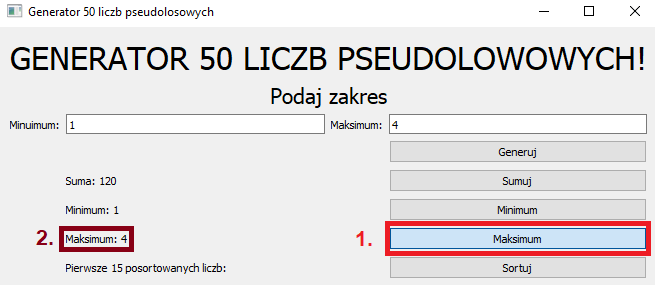 Generator 50 liczb pseudolosowych
GENERATOR 50 LICZB PSEUDOLOWOWYCH!
Podaj zakres
Minuimum: 1 Maksimum: 4
Generuj
Suma: 120 Sumuj
Minimum: 1 Minimum
2. Maksimum: 4 1. Maksimum
Pierwsze 15 posortowanych liczb: Sortuj